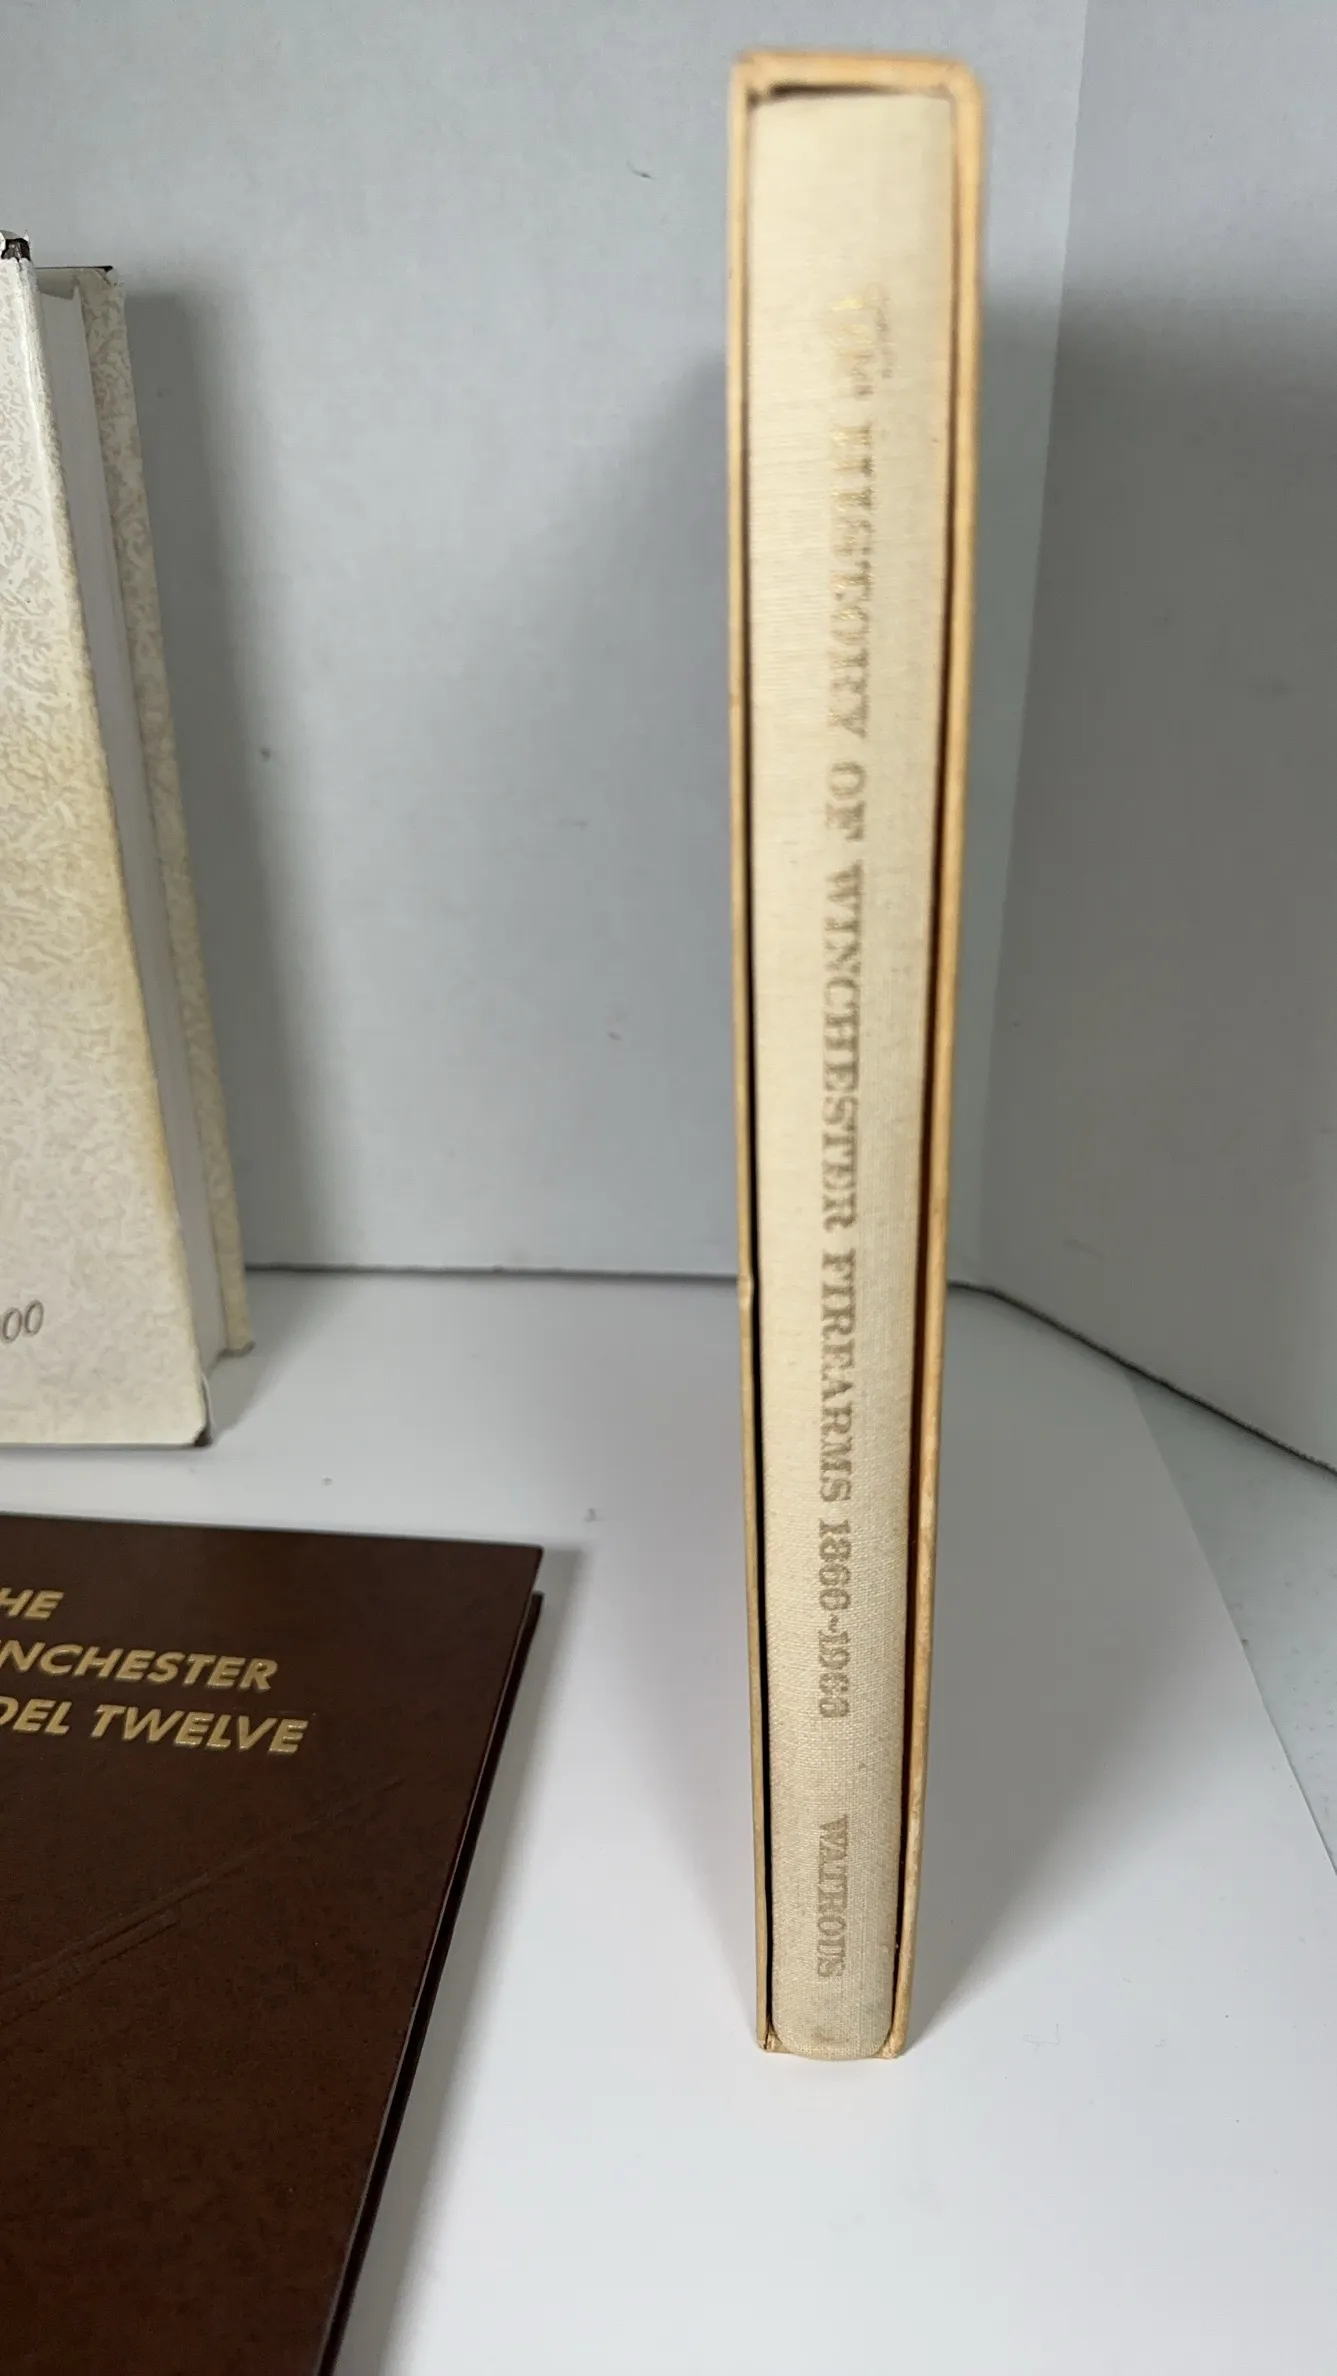 The HISTORY OF WINCHESTER FIREARMS 1866-1966 WATROUS
00
HE
NCHESTER
DEL TWELVE